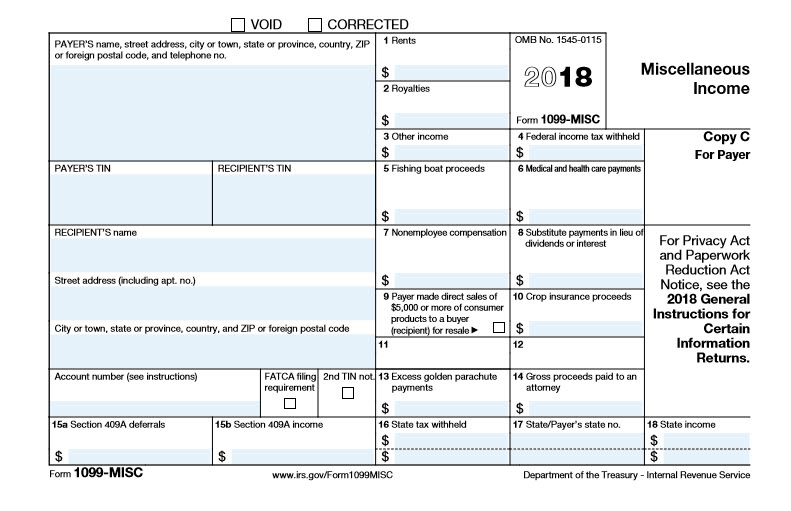 VOID CORRECTED
PAYER'S name, street address, city or town, state or province, country, ZIP
or foreign postal code, and telephone no.
1 Rents
$
2 Royalties
$
OMB No. 1545-0115
2018
Form 1099-MISC
Miscellaneous
Income
3 Other income
$
4 Federal income tax withheld
$
Copy C
For Payer
PAYER'S TIN
RECIPIENT'S TIN
5 Fishing boat proceeds
$
6 Medical and health care payments
$
RECIPIENT'S name
7 Nonemployee compensation
$
8 Substitute payments in lieu of
dividends or interest
$
For Privacy Act
and Paperwork
Reduction Act
Notice, see the
2018 General
Instructions for
Certain
Information
Returns.
Street address (including apt. no.)
9 Payer made direct sales of
$5,000 or more of consumer
products to a buyer
(recipient) for resale ▶
10 Crop insurance proceeds
$
City or town, state or province, country, and ZIP or foreign postal code
11
12
Account number (see instructions)
FATCA filing
requirement
2nd TIN not.
13 Excess golden parachute
payments
$
14 Gross proceeds paid to an
attorney
$
15a Section 409A deferrals
$
15b Section 409A income
$
16 State tax withheld
$
$
17 State/Payer's state no.
18 State income
$
$
Form 1099-MISC
www.irs.gov/Form1099MISC
Department of the Treasury - Internal Revenue Service